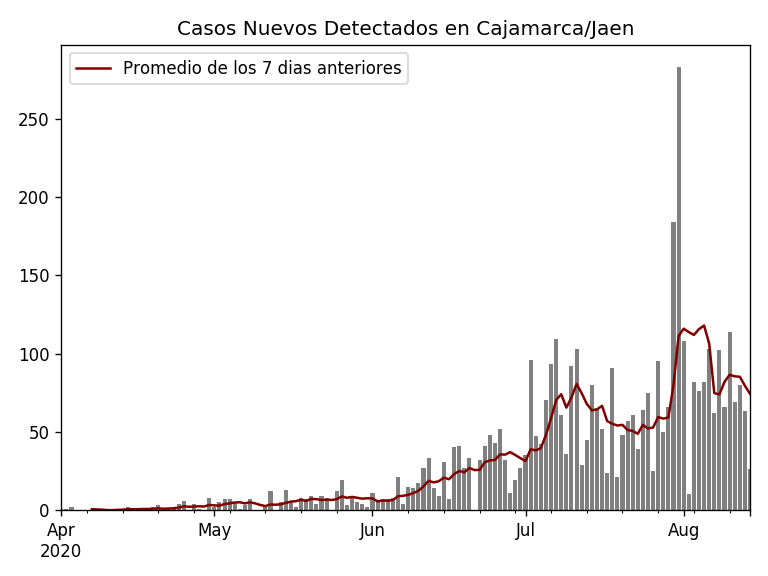 Casos Nuevos Detectados en Cajamarca/Jaen
Promedio de los 7 dias anteriores
250
200
150
100
50
0
Apr May Jun Jul Aug
2020